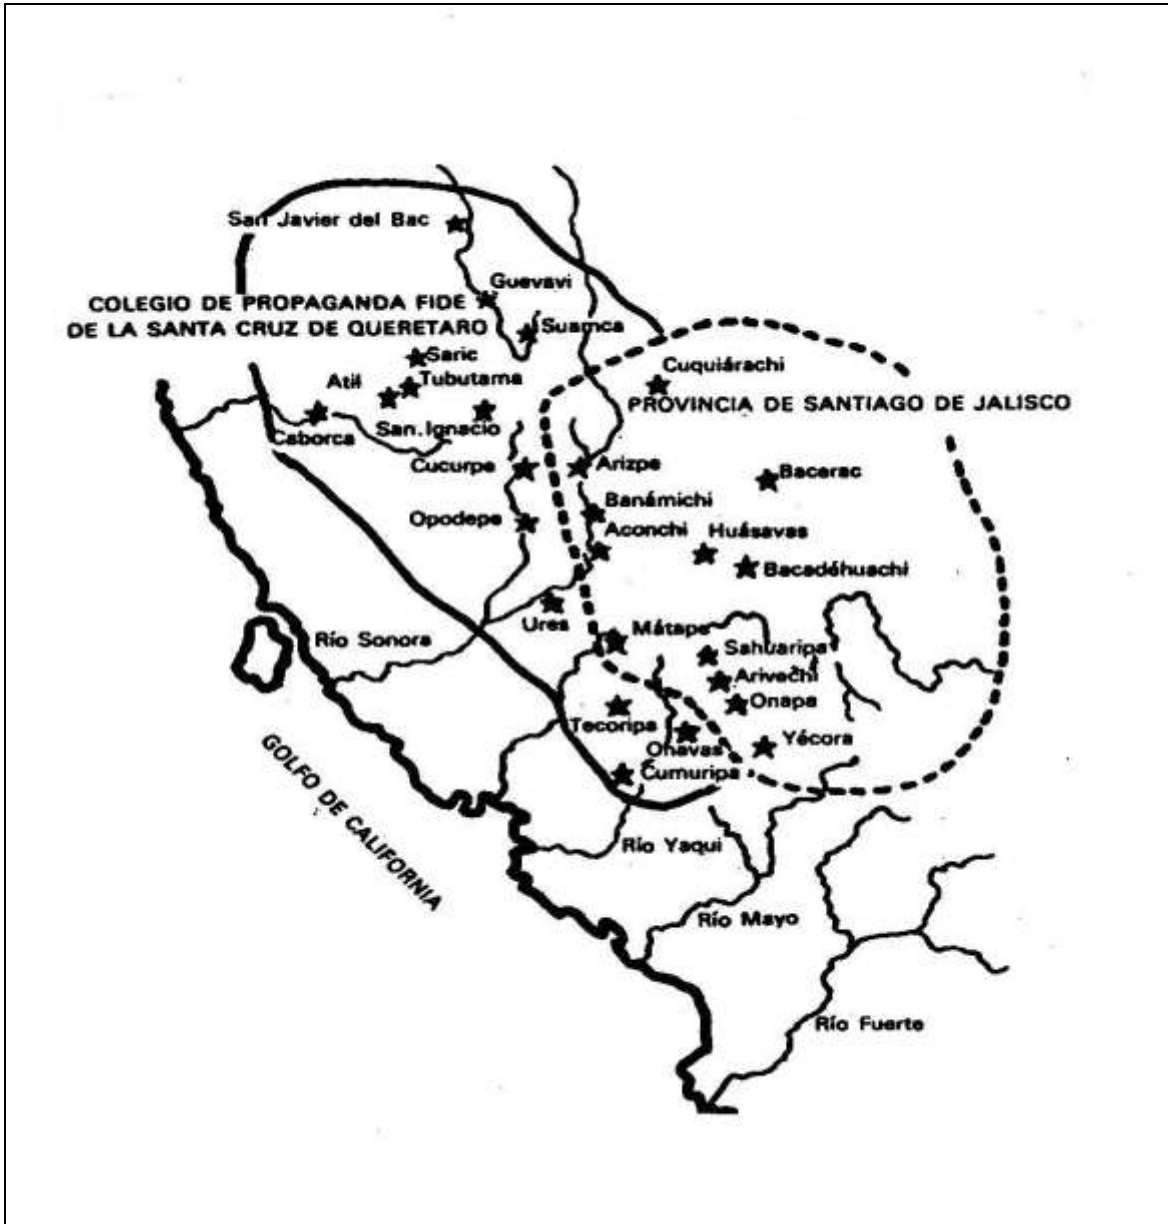 San Javier del Bac
Guevavi
COLEGIO DE PROPAGANDA FIDE
DE LA SANTA CRUZ DE QUERETARO
Suamca
Saric
Cuquiárachi
Atil
Tubutama
PROVINCIA DE SANTIAGO DE JALISCO
San. Ignacio
Caborca
Cucurpe
Arizpe
Bacerac
Banámichi
Opodepe
Aconchi
Huásavas
Bacadéhuachi
Ures
Río Sonora
Mátape
Sahuaripa
Arivechi
Onapa
Tecoripa
Onavas
Yécora
Cumuripa
GOLFO DE CALIFORNIA
Río Yaqui
Río Mayo
Río Fuerte